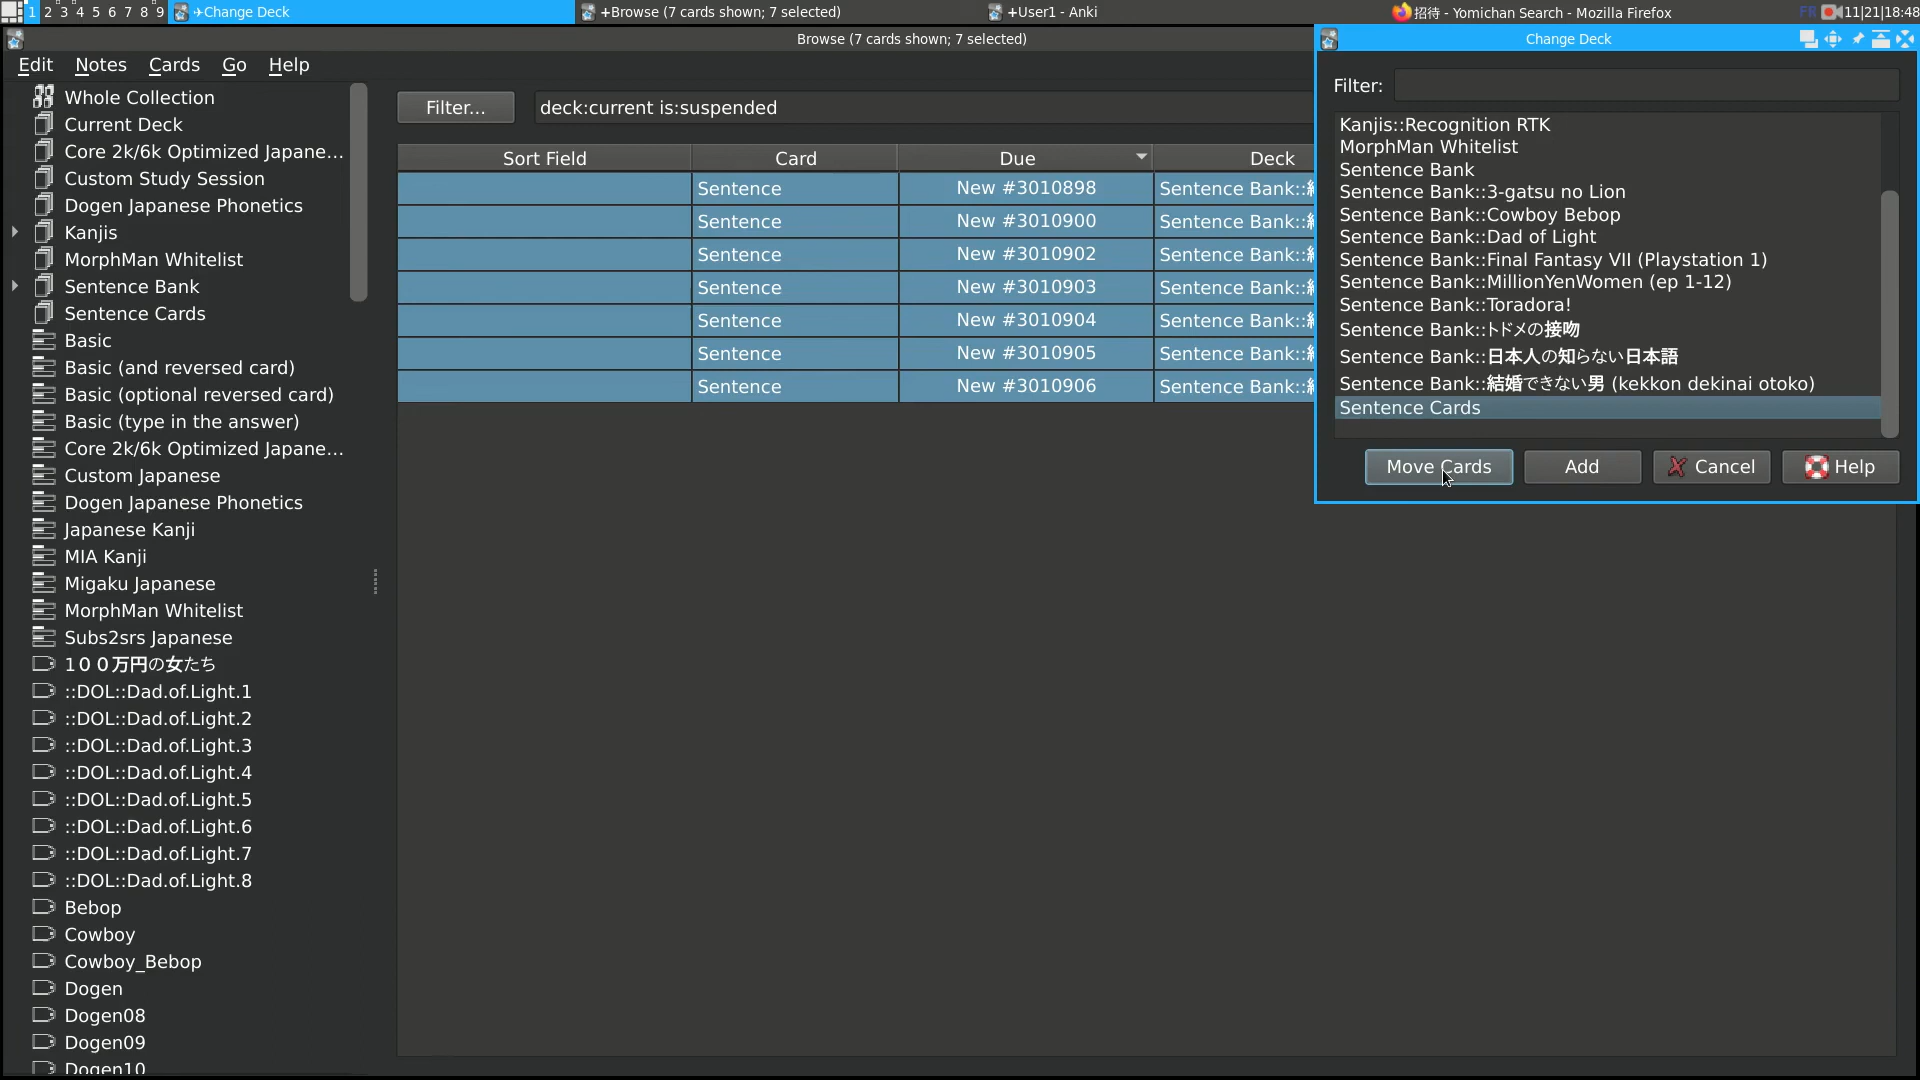 1 2 3 4 5 6 7 8 9 Change Deck +Browse (7 cards shown; 7 selected) +User1 - Anki 招待 - Yomichan Search - Mozilla Firefox FR 11|21|18:48
Browse (7 cards shown; 7 selected)
Edit Notes Cards Go Help
Whole Collection
Current Deck
Core 2k/6k Optimized Japane...
Custom Study Session
Dogen Japanese Phonetics
Kanjis
MorphMan Whitelist
Sentence Bank
Sentence Cards
Basic
Basic (and reversed card)
Basic (optional reversed card)
Basic (type in the answer)
Core 2k/6k Optimized Japane...
Custom Japanese
Dogen Japanese Phonetics
Japanese Kanji
MIA Kanji
Migaku Japanese
MorphMan Whitelist
Subs2srs Japanese
1００万円の女たち
::DOL::Dad.of.Light.1
::DOL::Dad.of.Light.2
::DOL::Dad.of.Light.3
::DOL::Dad.of.Light.4
::DOL::Dad.of.Light.5
::DOL::Dad.of.Light.6
::DOL::Dad.of.Light.7
::DOL::Dad.of.Light.8
Bebop
Cowboy
Cowboy_Bebop
Dogen
Dogen08
Dogen09
Dogen10
Filter... deck:current is:suspended
Sort Field Card Due Deck
Sentence New #3010898 Sentence Bank::
Sentence New #3010900 Sentence Bank::
Sentence New #3010902 Sentence Bank::
Sentence New #3010903 Sentence Bank::
Sentence New #3010904 Sentence Bank::
Sentence New #3010905 Sentence Bank::
Sentence New #3010906 Sentence Bank::
Change Deck
Filter:
Kanjis::Recognition RTK
MorphMan Whitelist
Sentence Bank
Sentence Bank::3-gatsu no Lion
Sentence Bank::Cowboy Bebop
Sentence Bank::Dad of Light
Sentence Bank::Final Fantasy VII (Playstation 1)
Sentence Bank::MillionYenWomen (ep 1-12)
Sentence Bank::Toradora!
Sentence Bank::トドメの接吻
Sentence Bank::日本人の知らない日本語
Sentence Bank::結婚できない男 (kekkon dekinai otoko)
Sentence Cards
Move Cards Add Cancel Help